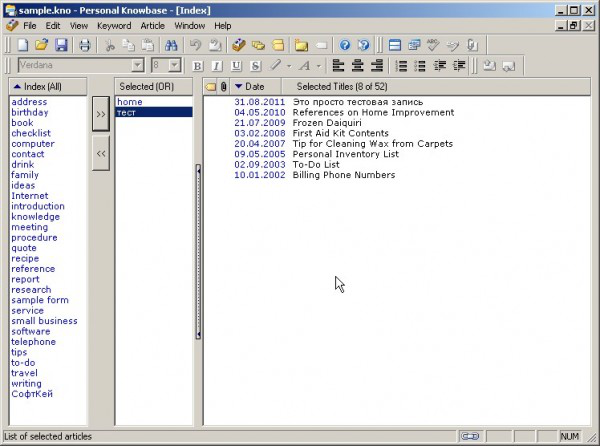 sample.kno - Personal Knowbase - [Index]
File Edit View Keyword Article Window Help
Verdana 8
Index (All)
Selected (OR)
Date Selected Titles (8 of 52)
address
birthday
book
checklist
computer
contact
drink
family
ideas
Internet
introduction
knowledge
meeting
procedure
quote
recipe
reference
report
research
sample form
service
small business
software
telephone
tips
to-do
travel
writing
СофтКей
>>
<<
home
тест
31.08.2011 Это просто тестовая запись
04.05.2010 References on Home Improvement
21.07.2009 Frozen Daiquiri
03.02.2008 First Aid Kit Contents
20.04.2007 Tip for Cleaning Wax from Carpets
09.05.2005 Personal Inventory List
02.09.2003 To-Do List
10.01.2002 Billing Phone Numbers
List of selected articles
NUM